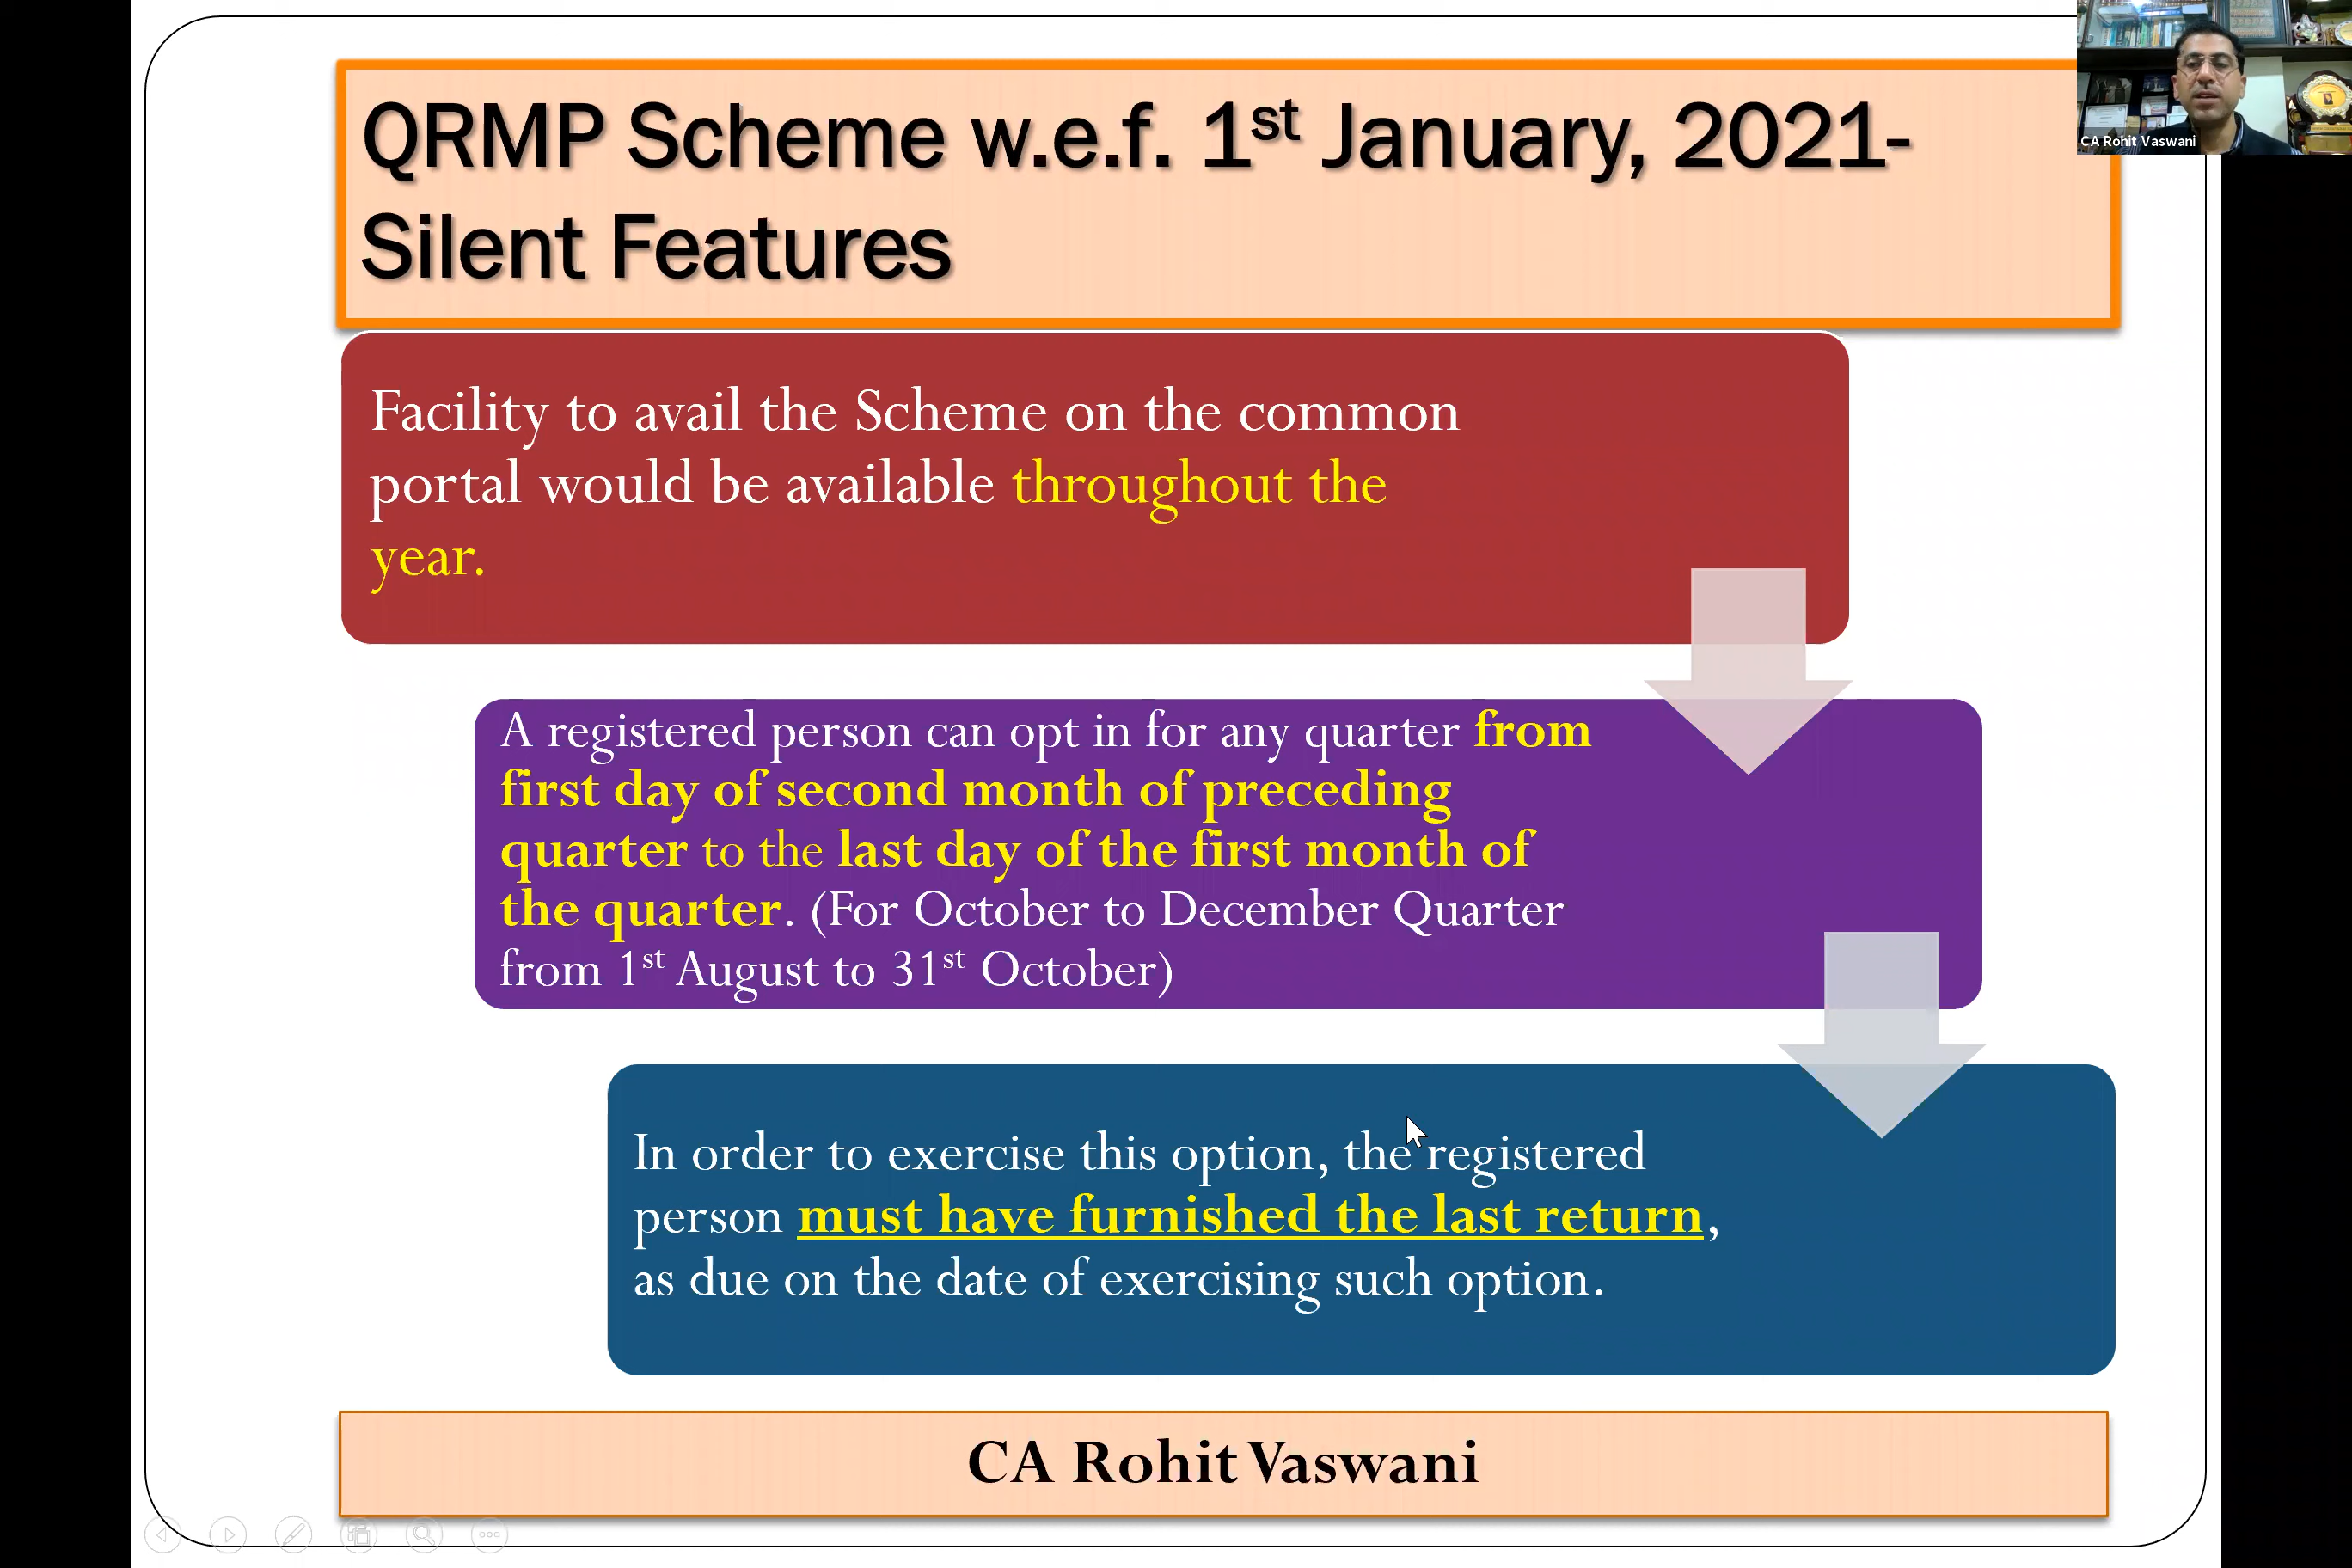 QRMP Scheme w.e.f. 1st January, 2021-
Silent Features
CA Rohit Vaswani
Facility to avail the Scheme on the common
portal would be available throughout the
year.
A registered person can opt in for any quarter from
first day of second month of preceding
quarter to the last day of the first month of
the quarter. (For October to December Quarter
from 1st August to 31st October)
In order to exercise this option, the registered
person must have furnished the last return,
as due on the date of exercising such option.
CA Rohit Vaswani